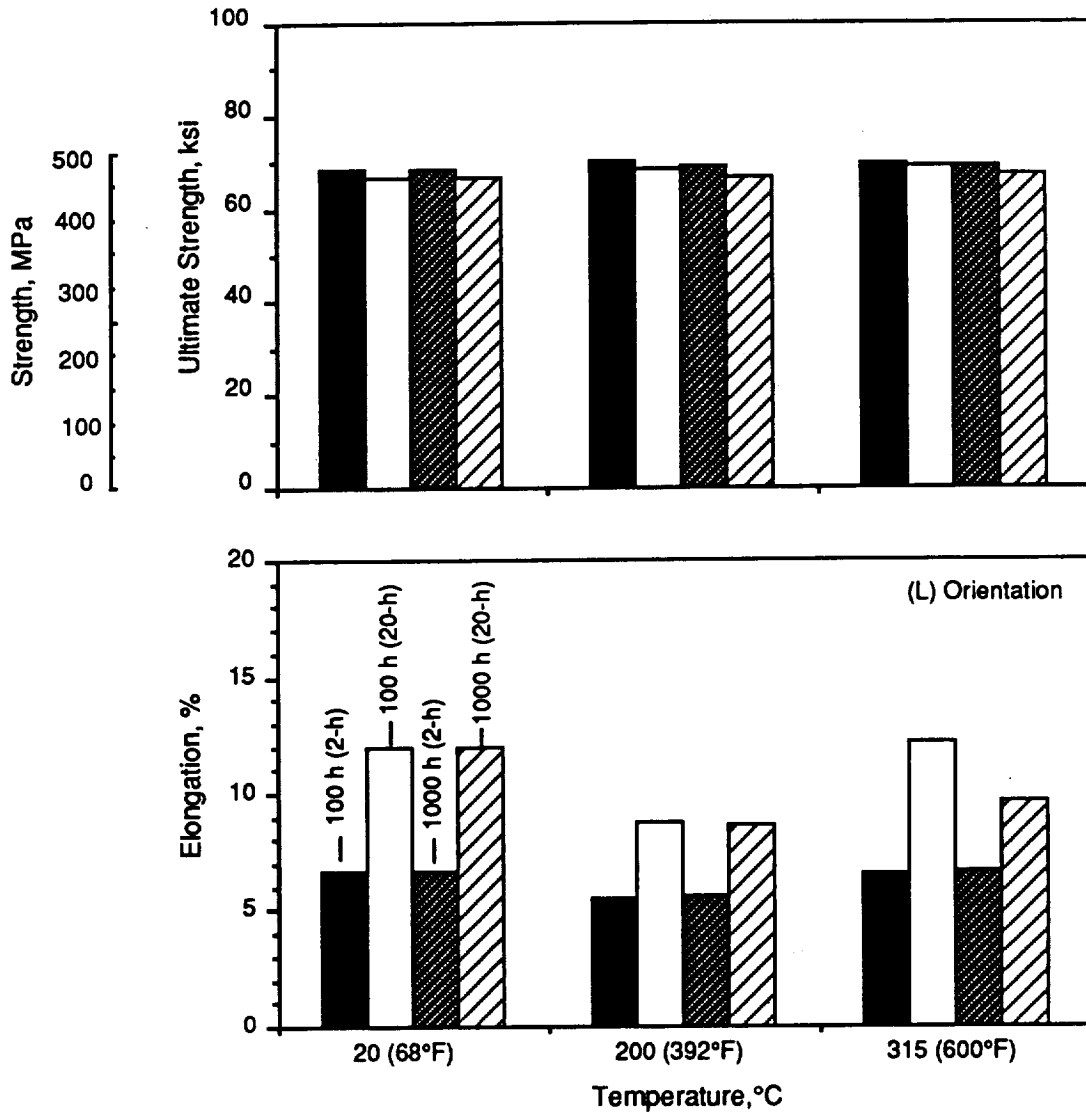 Strength, MPa
500
400
300
200
100
0
Ultimate Strength, ksi
100
80
60
40
20
0
Elongation, %
20
15
10
5
0
(L) Orientation
100 h (2-h)
100 h (20-h)
1000 h (2-h)
1000 h (20-h)
20 (68°F)
200 (392°F)
315 (600°F)
Temperature,°C